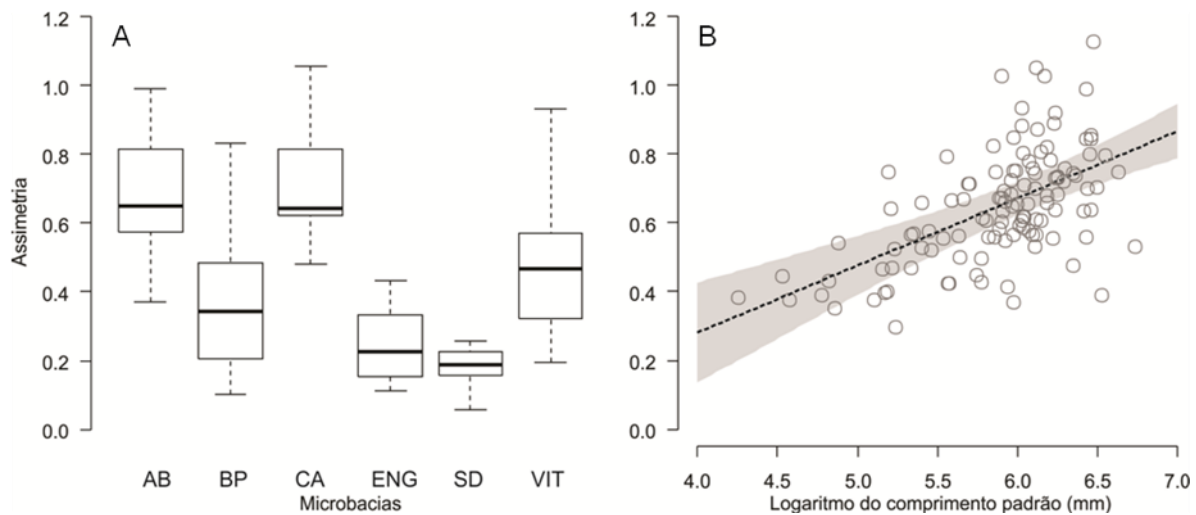 A
1.2
1.0
0.8
0.6
0.4
0.2
0.0
Assimetria
AB BP CA ENG SD VIT
Microbacias
B
1.2
1.0
0.8
0.6
0.4
0.2
0.0
4.0 4.5 5.0 5.5 6.0 6.5 7.0
Logaritmo do comprimento padrão (mm)